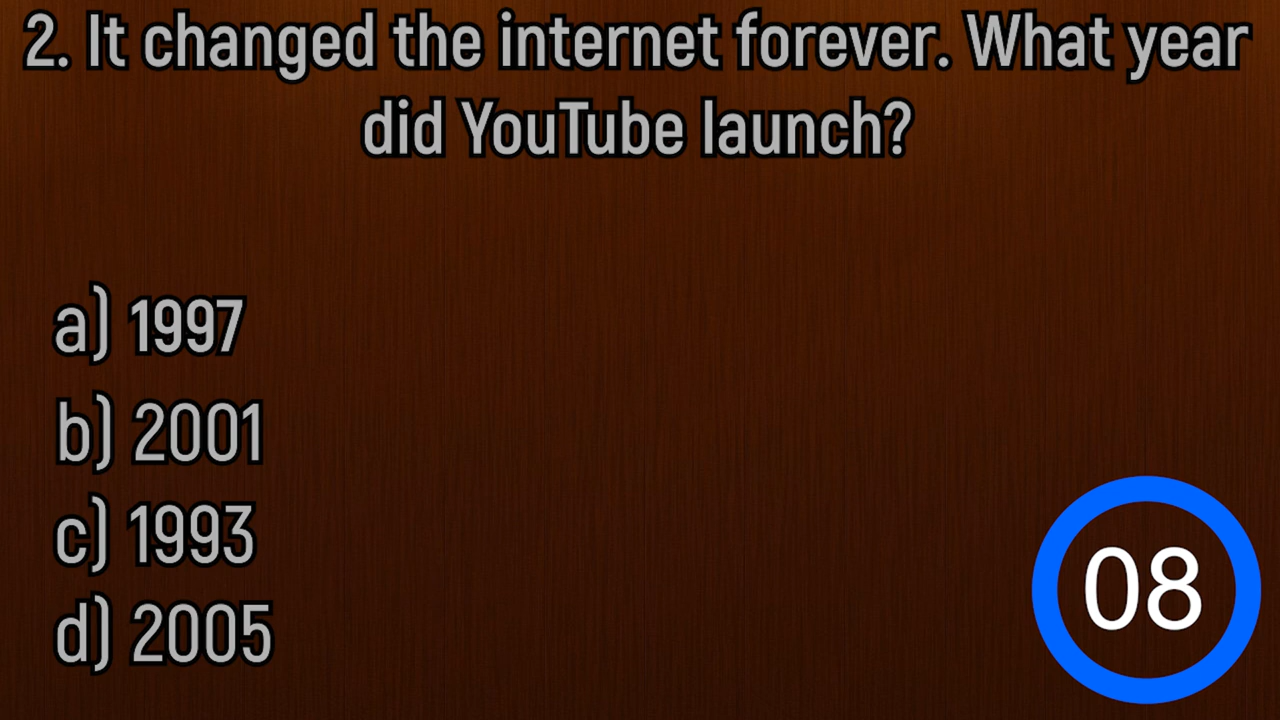 2. It changed the internet forever. What year
did YouTube launch?
a) 1997
b) 2001
c) 1993
d) 2005
08